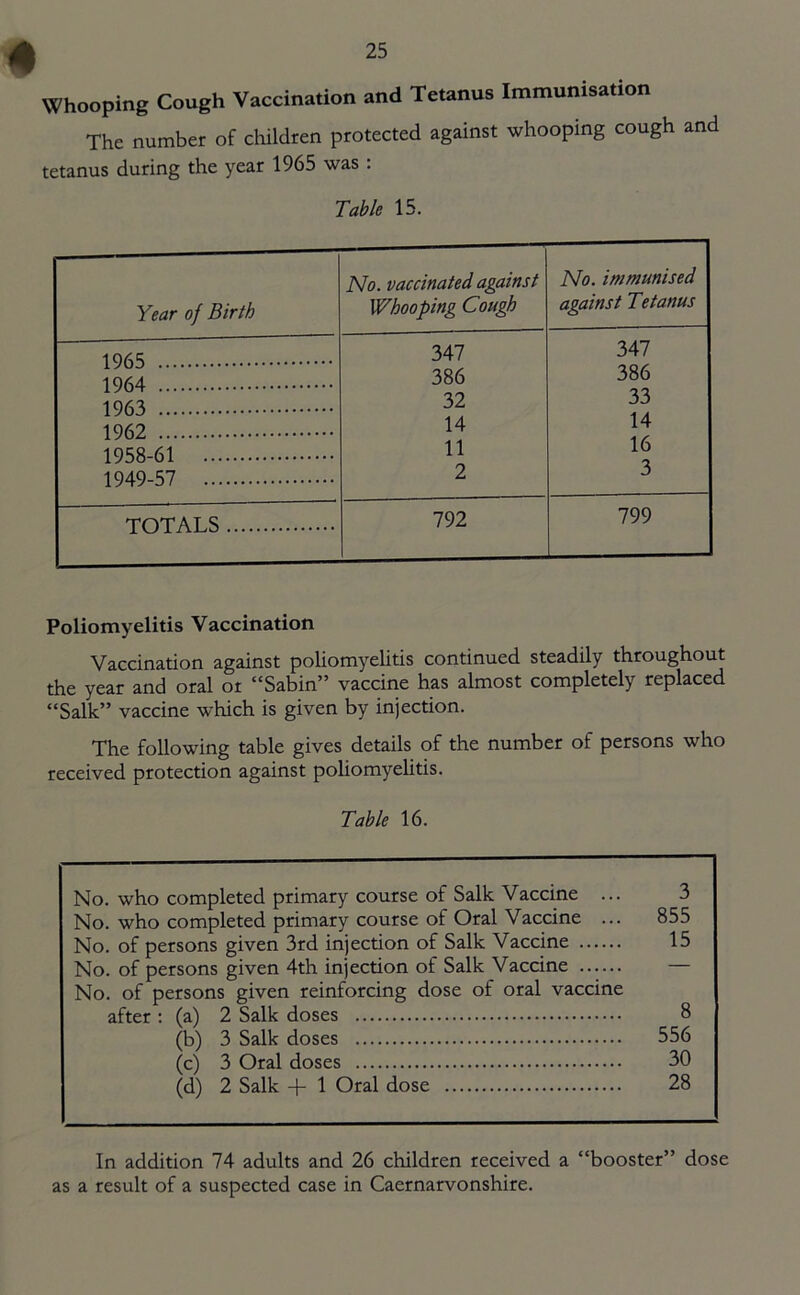 25
Whooping Cough Vaccination and Tetanus Immunisation
The number of children protected against whooping cough and
tetanus during the year 1965 was :
Table 15.
Year of Birth No. vaccinated against Whooping Cough No. immunised against Tetanus
1965 ........................ 347 347
1964 ........................ 386 386
1963 ........................ 32 33
1962 ........................ 14 14
1958-61 .................. 11 16
1949-57 .................. 2 3
TOTALS ............... 792 799
Poliomyelitis Vaccination
Vaccination against poliomyelitis continued steadily throughout
the year and oral or “Sabin” vaccine has almost completely replaced
“Salk” vaccine which is given by injection.
The following table gives details of the number of persons who
received protection against poliomyelitis.
Table 16.
No. who completed primary course of Salk Vaccine ... 3
No. who completed primary course of Oral Vaccine ... 855
No. of persons given 3rd injection of Salk Vaccine ...... 15
No. of persons given 4th injection of Salk Vaccine ...... —
No. of persons given reinforcing dose of oral vaccine
after : (a) 2 Salk doses .................................... 8
(b) 3 Salk doses .................................... 556
(c) 3 Oral doses .................................... 30
(d) 2 Salk + 1 Oral dose ........................ 28
In addition 74 adults and 26 children received a “booster” dose
as a result of a suspected case in Caernarvonshire.